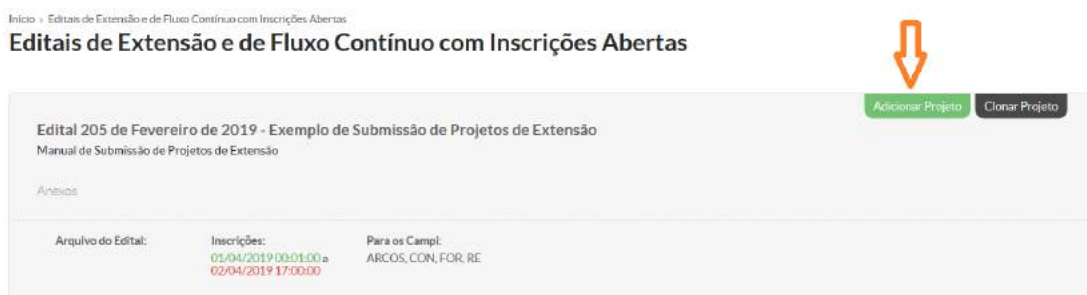 Início › Editais de Extensão e de Fluxo Contínuo com Inscrições Abertas
Editais de Extensão e de Fluxo Contínuo com Inscrições Abertas
Adicionar Projeto Clonar Projeto
Edital 205 de Fevereiro de 2019 - Exemplo de Submissão de Projetos de Extensão
Manual de Submissão de Projetos de Extensão
Anexos
Arquivo do Edital: Inscrições: Para os Campi:
01/04/2019 00:01:00 a ARCOS, CON, FOR, RE
02/04/2019 17:00:00